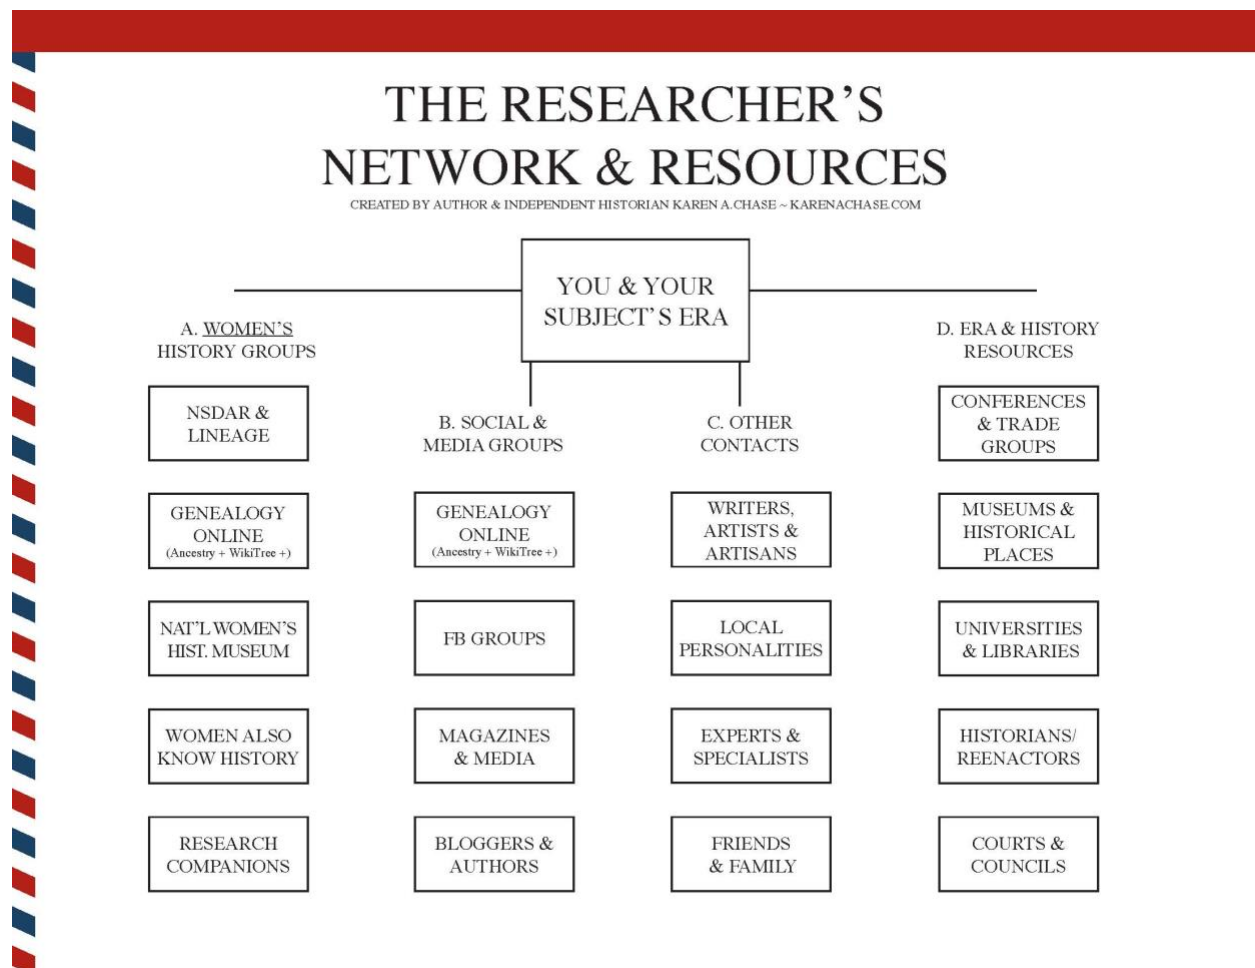 THE RESEARCHER'S
NETWORK & RESOURCES
CREATED BY AUTHOR & INDEPENDENT HISTORIAN KAREN A.CHASE ~ KARENACHASE.COM
YOU & YOUR
SUBJECT'S ERA
A. WOMEN'S
HISTORY GROUPS
NSDAR &
LINEAGE
GENEALOGY
ONLINE
(Ancestry + WikiTree +)
NAT'L WOMEN'S
HIST. MUSEUM
WOMEN ALSO
KNOW HISTORY
RESEARCH
COMPANIONS
B. SOCIAL &
MEDIA GROUPS
GENEALOGY
ONLINE
(Ancestry + WikiTree +)
FB GROUPS
MAGAZINES
& MEDIA
BLOGGERS &
AUTHORS
C. OTHER
CONTACTS
WRITERS,
ARTISTS &
ARTISANS
LOCAL
PERSONALITIES
EXPERTS &
SPECIALISTS
FRIENDS
& FAMILY
D. ERA & HISTORY
RESOURCES
CONFERENCES
& TRADE
GROUPS
MUSEUMS &
HISTORICAL
PLACES
UNIVERSITIES
& LIBRARIES
HISTORIANS/
REENACTORS
COURTS &
COUNCILS